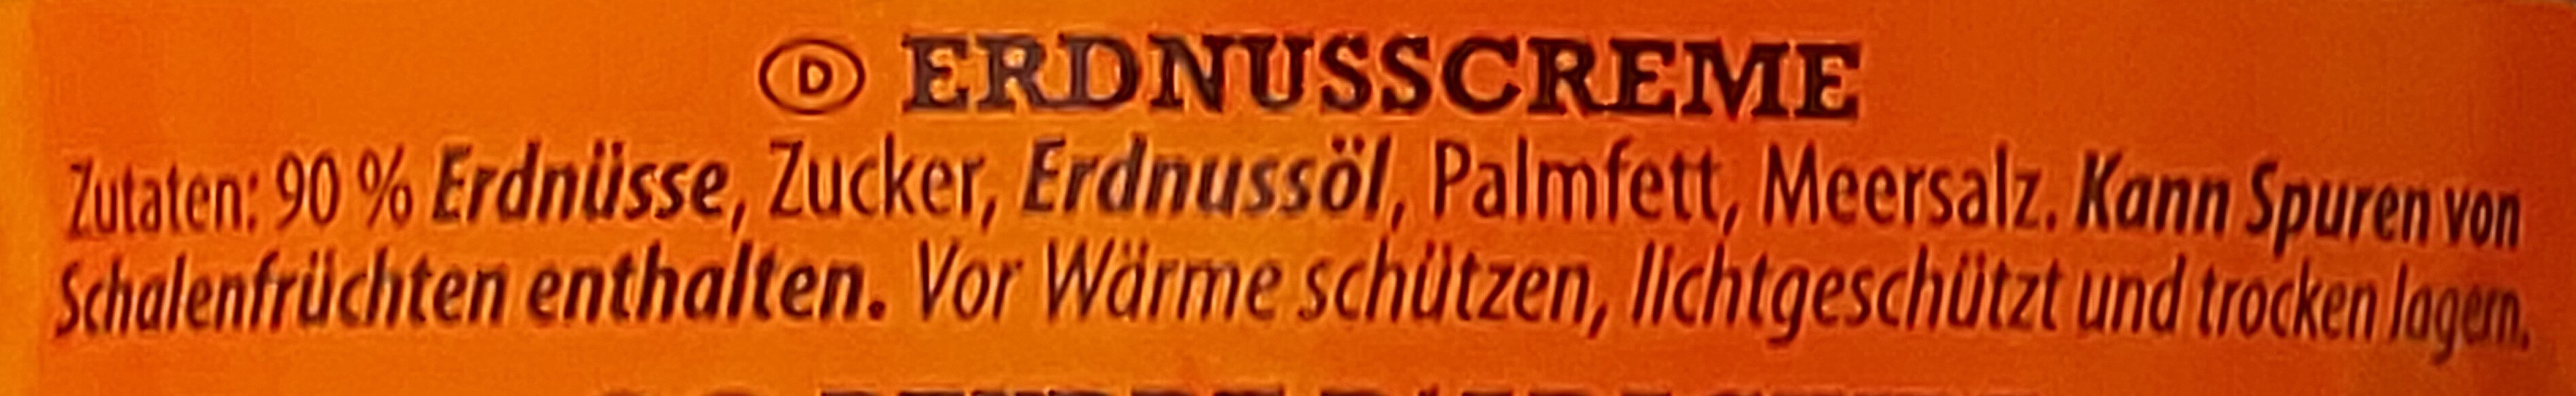 D ERDNUSSCREME
Zutaten: 90 % Erdnüsse, Zucker, Erdnussöl, Palmfett, Meersalz. Kann Spuren von
Schalenfrüchten enthalten. Vor Wärme schützen, lichtgeschützt und trocken lagern.